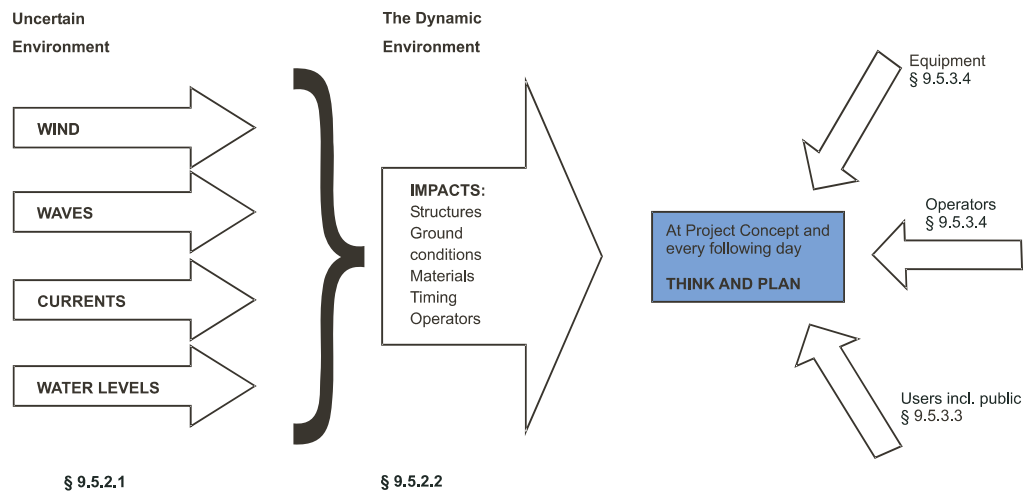 Uncertain
Environment
WIND
WAVES
CURRENTS
WATER LEVELS
§ 9.5.2.1
The Dynamic
Environment
IMPACTS:
Structures
Ground
conditions
Materials
Timing
Operators
§ 9.5.2.2
At Project Concept and
every following day
THINK AND PLAN
Equipment
§ 9.5.3.4
Operators
§ 9.5.3.4
Users incl. public
§ 9.5.3.3